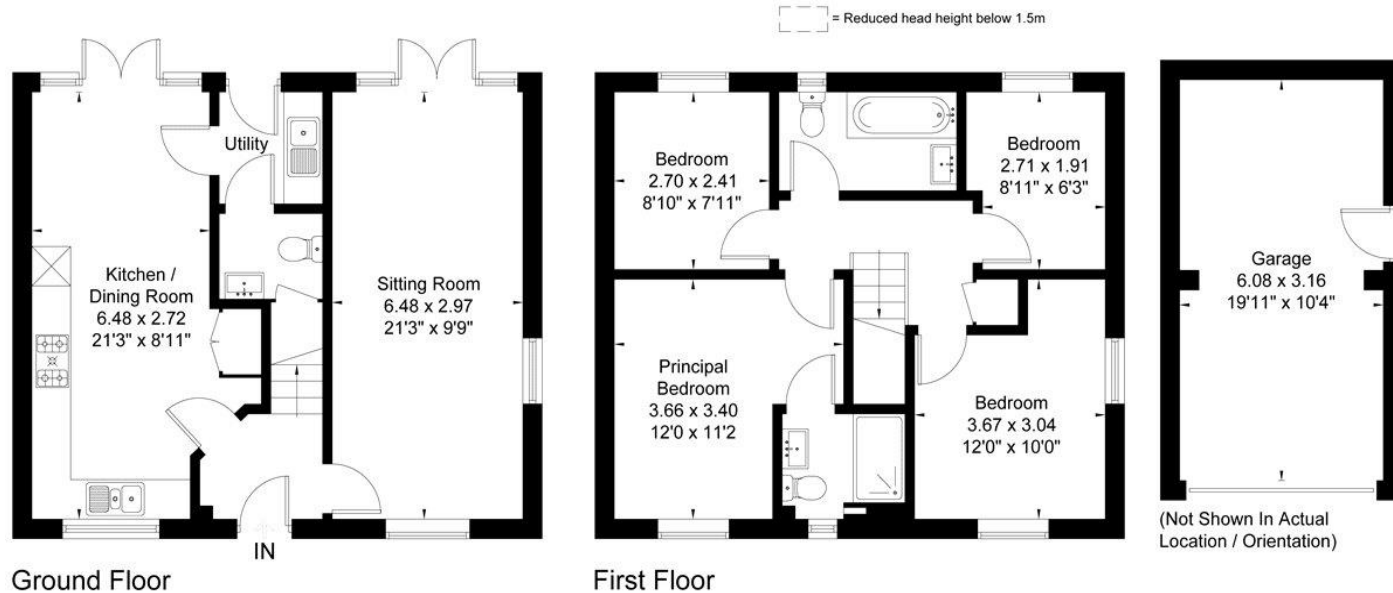 = Reduced head height below 1.5m
Utility
Kitchen /
Dining Room
6.48 x 2.72
21'3" x 8'11"
Sitting Room
6.48 x 2.97
21'3" x 9'9"
IN
Ground Floor
Bedroom
2.70 x 2.41
8'10" x 7'11"
Bedroom
2.71 x 1.91
8'11" x 6'3"
Principal
Bedroom
3.66 x 3.40
12'0 x 11'2
Bedroom
3.67 x 3.04
12'0" x 10'0"
First Floor
Garage
6.08 x 3.16
19'11" x 10'4"
(Not Shown In Actual
Location / Orientation)